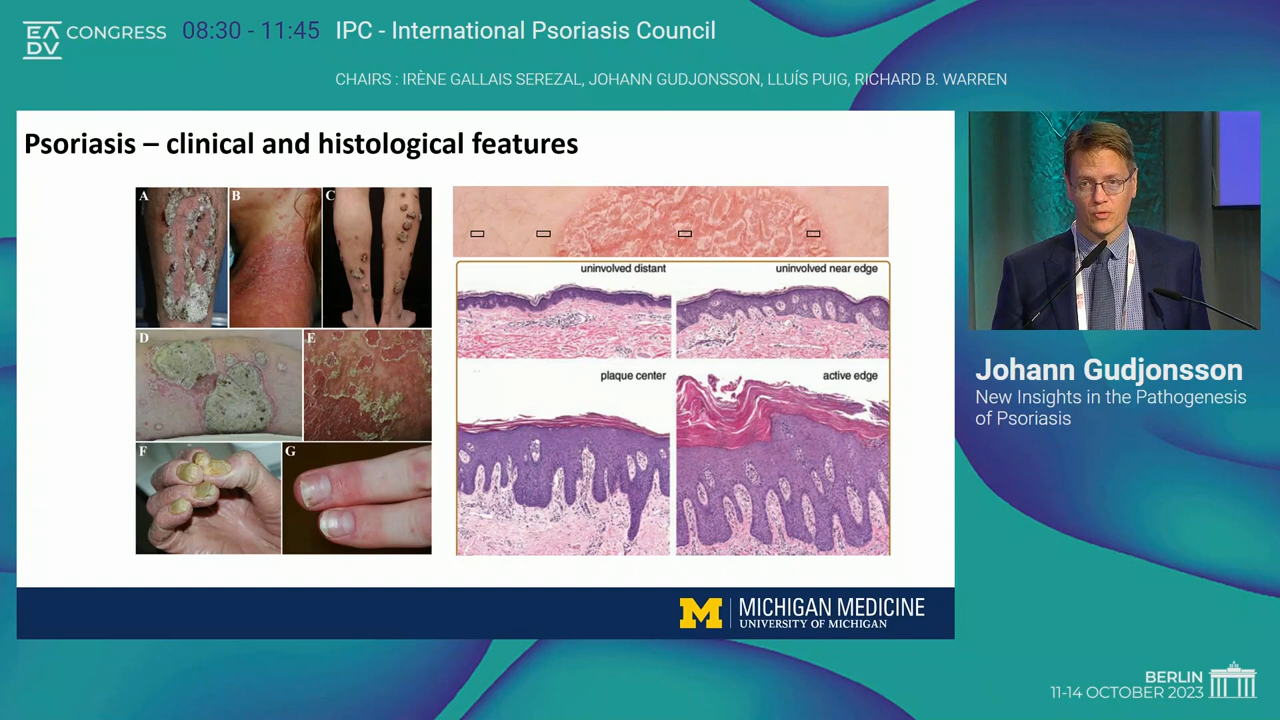 EADV CONGRESS
08:30 - 11:45 IPC - International Psoriasis Council
CHAIRS : IRÈNE GALLAIS SEREZAL, JOHANN GUDJONSSON, LLUÍS PUIG, RICHARD B. WARREN
Psoriasis – clinical and histological features
A B C
D E
F G
uninvolved distant
uninvolved near edge
plaque center
active edge
M MICHIGAN MEDICINE
UNIVERSITY OF MICHIGAN
Johann Gudjonsson
New Insights in the Pathogenesis
of Psoriasis
BERLIN
11-14 OCTOBER 2023